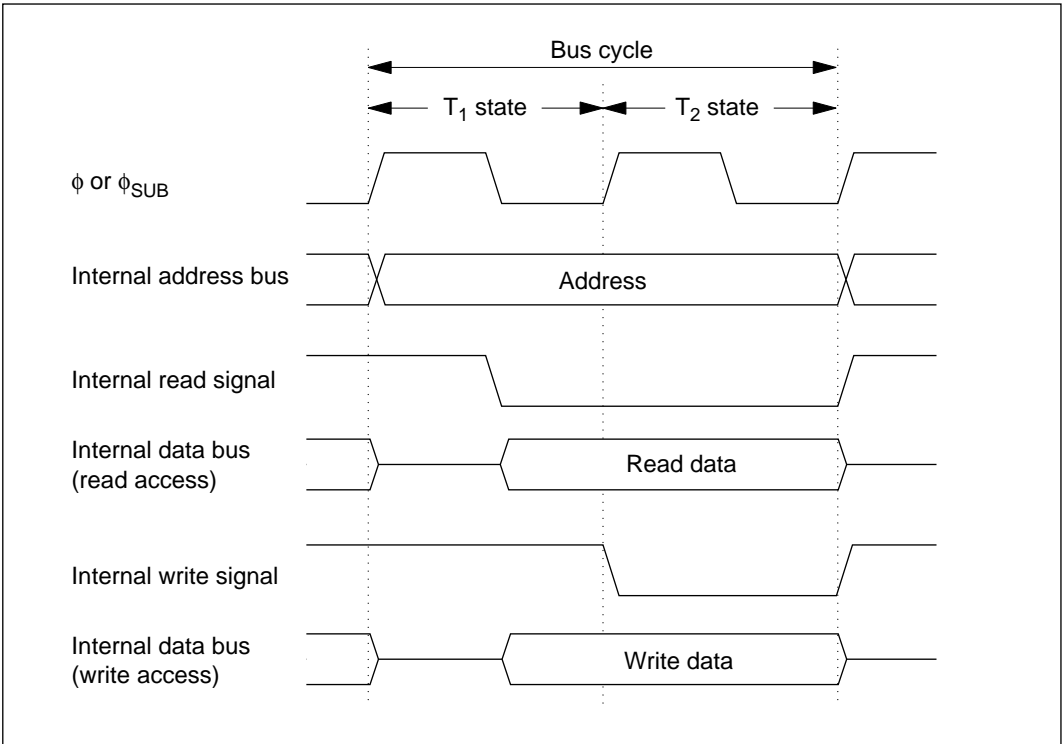 Bus cycle
T₁ state
T₂ state
ϕ or ϕSUB
Internal address bus
Address
Internal read signal
Internal data bus
(read access)
Read data
Internal write signal
Internal data bus
(write access)
Write data